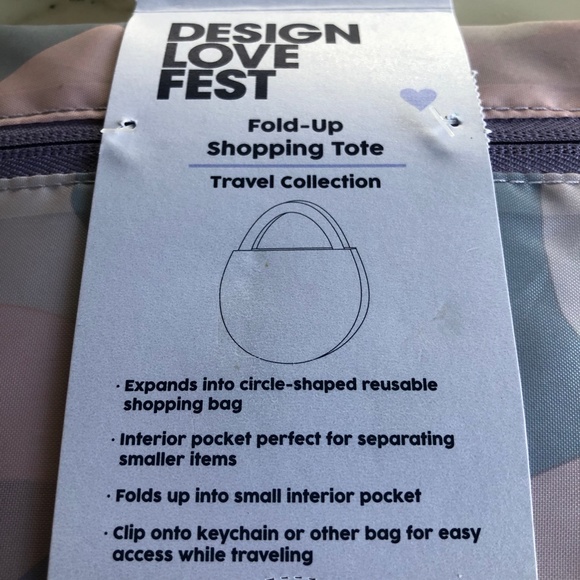 DESIGN
LOVE
FEST
Fold-Up
Shopping Tote
Travel Collection
· Expands into circle-shaped reusable
shopping bag
· Interior pocket perfect for separating
smaller items
· Folds up into small interior pocket
· Clip onto keychain or other bag for easy
access while traveling